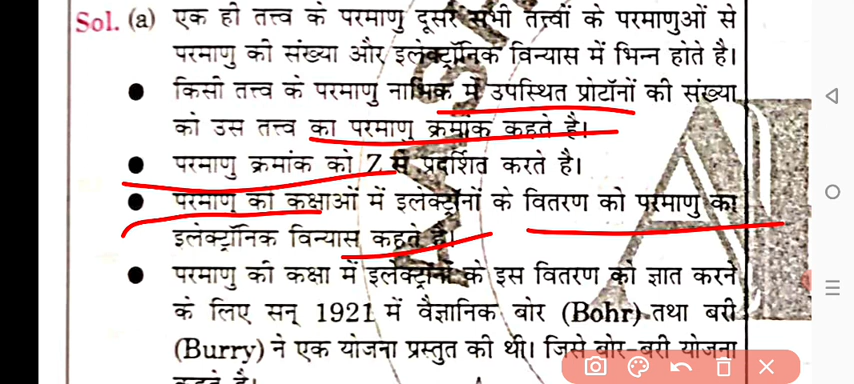 Sol. (a) एक ही तत्त्व के परमाणु दूसरे सभी तत्त्वों के परमाणुओं से
परमाणु की संख्या और इलेक्ट्रॉनिक विन्यास में भिन्न होते है।
● किसी तत्त्व के परमाणु नाभिक में उपस्थित प्रोटॉनों की संख्या
को उस तत्त्व का परमाणु क्रमांक कहते है।
● परमाणु क्रमांक को Z से प्रदर्शित करते है।
● परमाणु की कक्षाओं में इलेक्ट्रॉनों के वितरण को परमाणु का
इलेक्ट्रॉनिक विन्यास कहते है।
● परमाणु की कक्षा में इलेक्ट्रॉनों के इस वितरण को ज्ञात करने
के लिए सन् 1921 में वैज्ञानिक बोर (Bohr) तथा बरी
(Burry) ने एक योजना प्रस्तुत की थी। जिसे बोर-बरी योजना
कहते है।